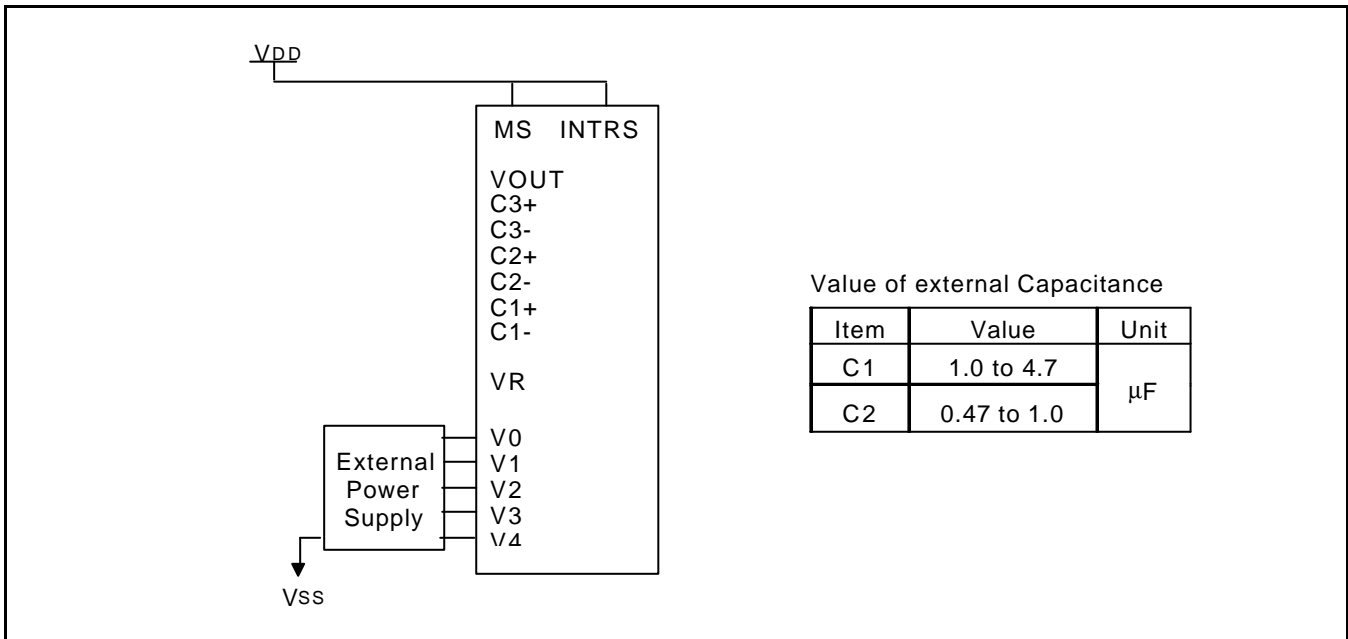 VDD
MS INTRS
VOUT
C3+
C3-
C2+
C2-
C1+
C1-
VR
V0
V1
V2
V3
V4
External
Power
Supply
VSS
Value of external Capacitance
Item Value Unit
C1 1.0 to 4.7 μF
C2 0.47 to 1.0